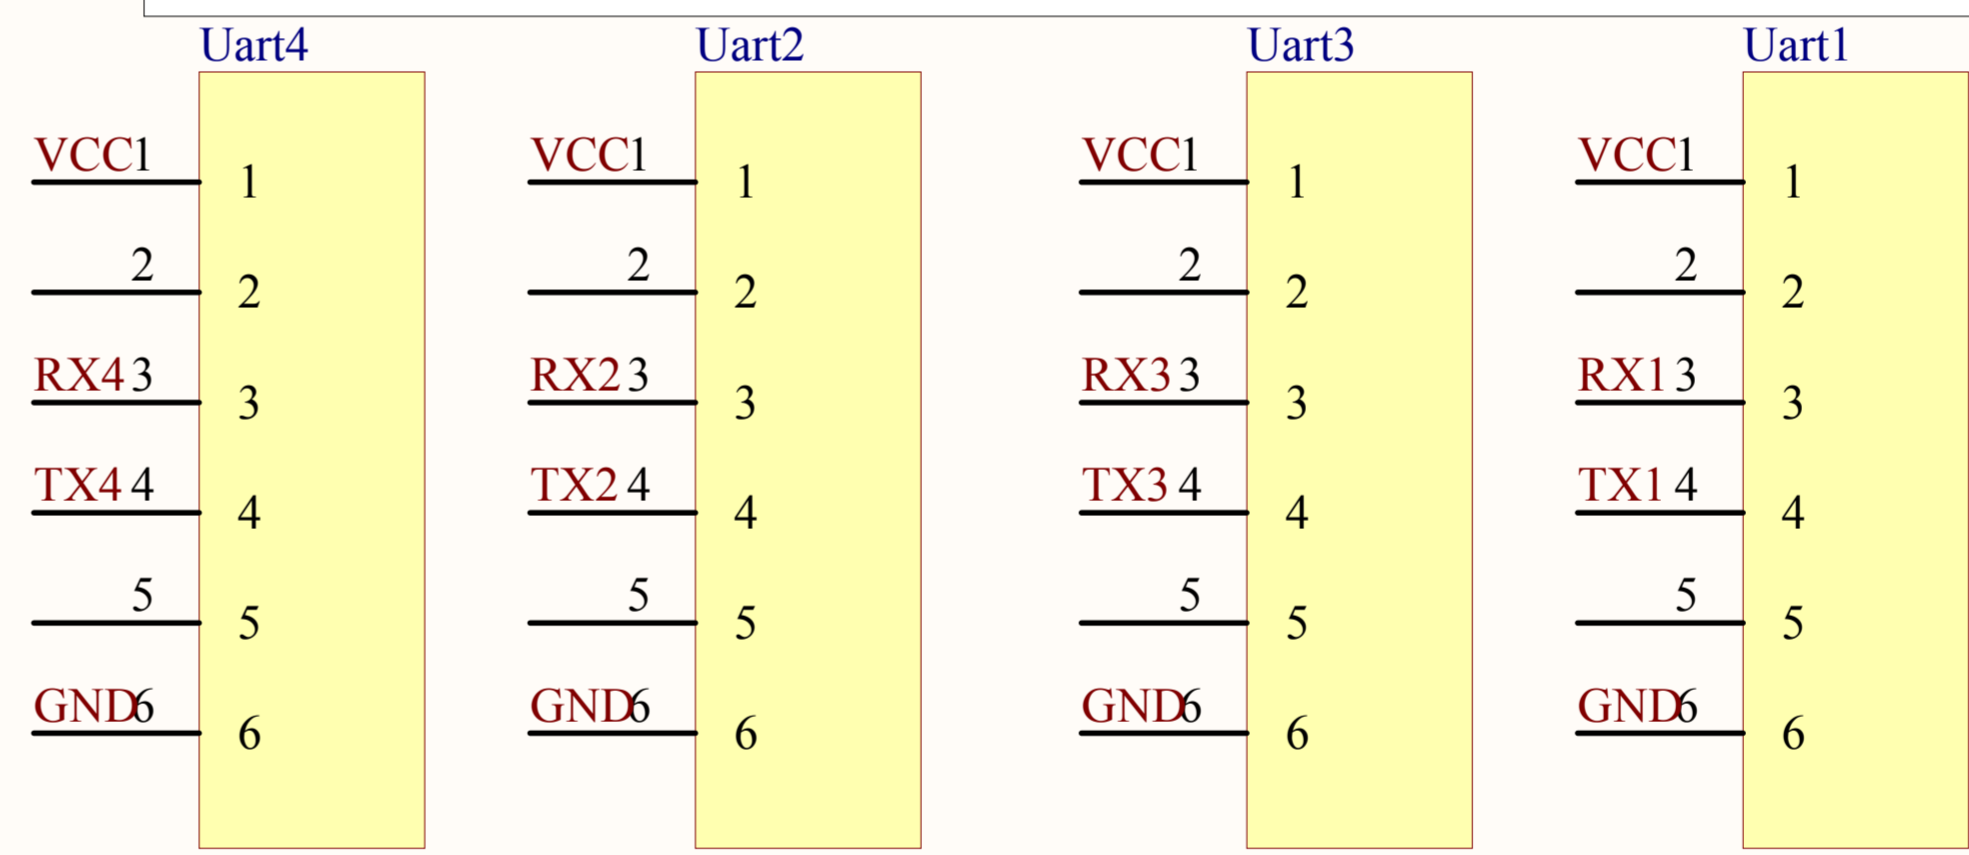 Uart4 Uart2 Uart3 Uart1
VCC1 VCC1 VCC1 VCC1
1 1 1 1
2 2 2 2
2 2 2 2
RX4 3 RX2 3 RX3 3 RX1 3
3 3 3 3
TX4 4 TX2 4 TX3 4 TX1 4
4 4 4 4
5 5 5 5
5 5 5 5
GND6 GND6 GND6 GND6
6 6 6 6